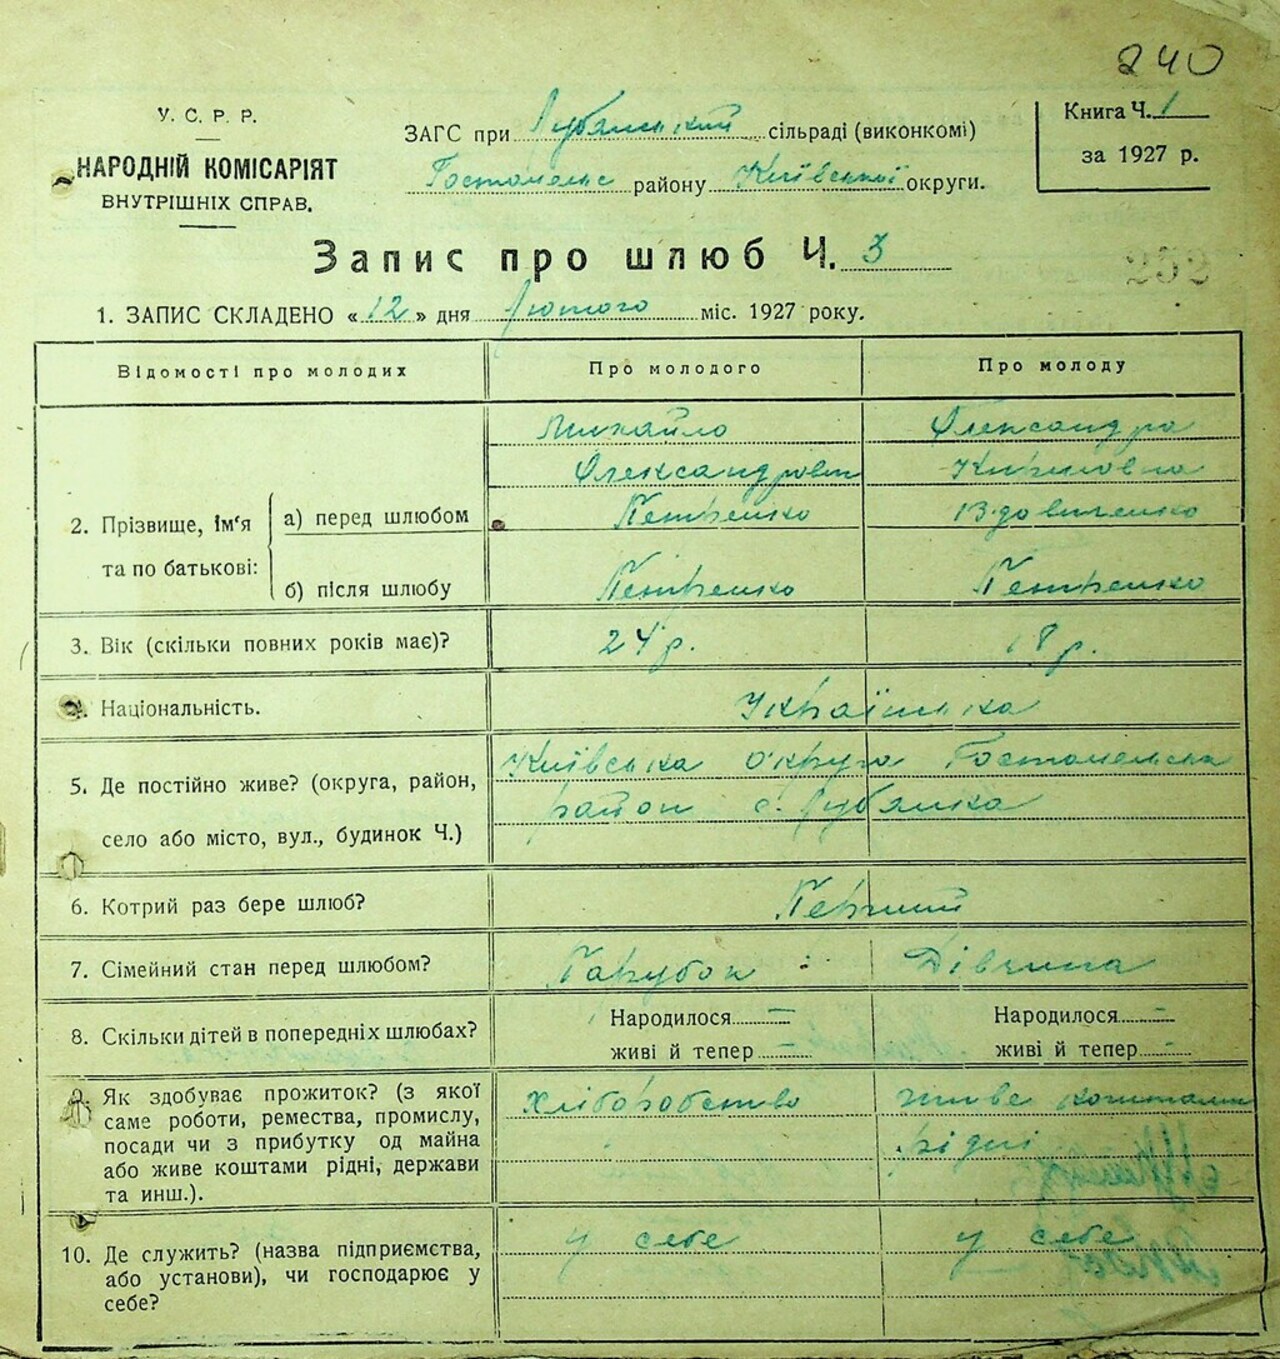 240
У. С. Р. Р.
НАРОДНІЙ КОМІСАРІЯТ
ВНУТРІШНІХ СПРАВ.
ЗАГС при Лубянський сільраді (виконкомі)
Гостомельс району Київської округи.
Книга Ч. 1
за 1927 р.
Запис про шлюб Ч. 3
252
1. ЗАПИС СКЛАДЕНО «12» дня Лютого міс. 1927 року.
Відомості про молодих
Про молодого
Про молоду
2. Прізвище, ім'я та по батькові:
а) перед шлюбом
Михайло
Олександрович
Петренко
Олександра
Кириловна
Вдовиченко
б) після шлюбу
Петренко
Петренко
3. Вік (скільки повних років має)?
24 р.
18 р.
4. Національність.
Українська
5. Де постійно живе? (округа, район,
село або місто, вул., будинок Ч.)
Київська округа Гостомельськ
район с. Лубянка
6. Котрий раз бере шлюб?
Перший
7. Сімейний стан перед шлюбом?
Парубок
Дівчина
8. Скільки дітей в попередніх шлюбах?
Народилося —
живі й тепер —
Народилося —
живі й тепер —
9. Як здобуває прожиток? (з якої
саме роботи, ремества, промислу,
посади чи з прибутку од майна
або живе коштами рідні, держави
та инш.).
Хліборобство
живе коштами
рідні
10. Де служить? (назва підприємства,
або установи), чи господарює у
себе?
у себе
у себе